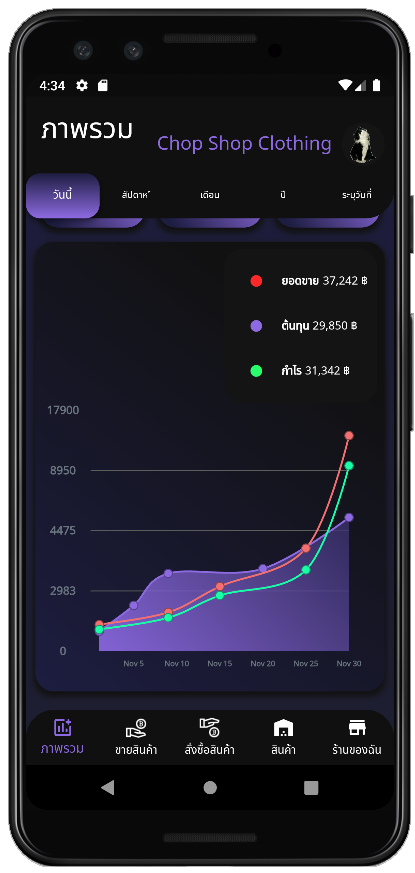 4:34
ภาพรวม
Chop Shop Clothing
วันนี้
สัปดาห์
เดือน
ปี
ระบุวันที่
ยอดขาย 37,242 ฿
ต้นทุน 29,850 ฿
กำไร 31,342 ฿
17900
8950
4475
2983
0
Nov 5 Nov 10 Nov 15 Nov 20 Nov 25 Nov 30
ภาพรวม
ขายสินค้า
สั่งซื้อสินค้า
สินค้า
ร้านของฉัน